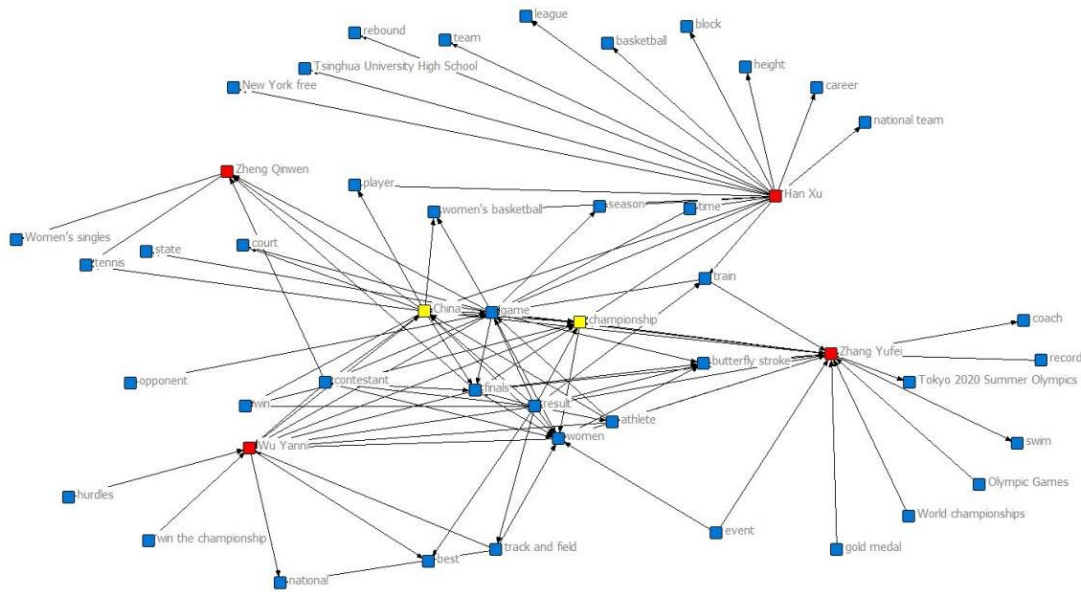 league
rebound
team
block
basketball
Tsinghua University High School
height
New York free
career
national team
Zheng Qinwen
player
Han Xu
women's basketball
season
time
Women's singles
state
court
tennis
train
China
game
championship
coach
Zhang Yufei
record
butterfly stroke
opponent
contestant
finals
Tokyo 2020 Summer Olympics
win
result
athlete
Wu Yanni
women
swim
Olympic Games
hurdles
World championships
win the championship
event
track and field
gold medal
best
national